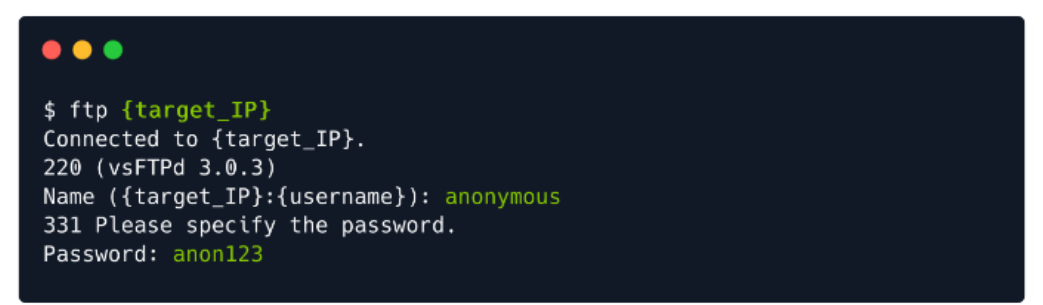 $ ftp {target_IP}
Connected to {target_IP}.
220 (vsFTPd 3.0.3)
Name ({target_IP}:{username}): anonymous
331 Please specify the password.
Password: anon123